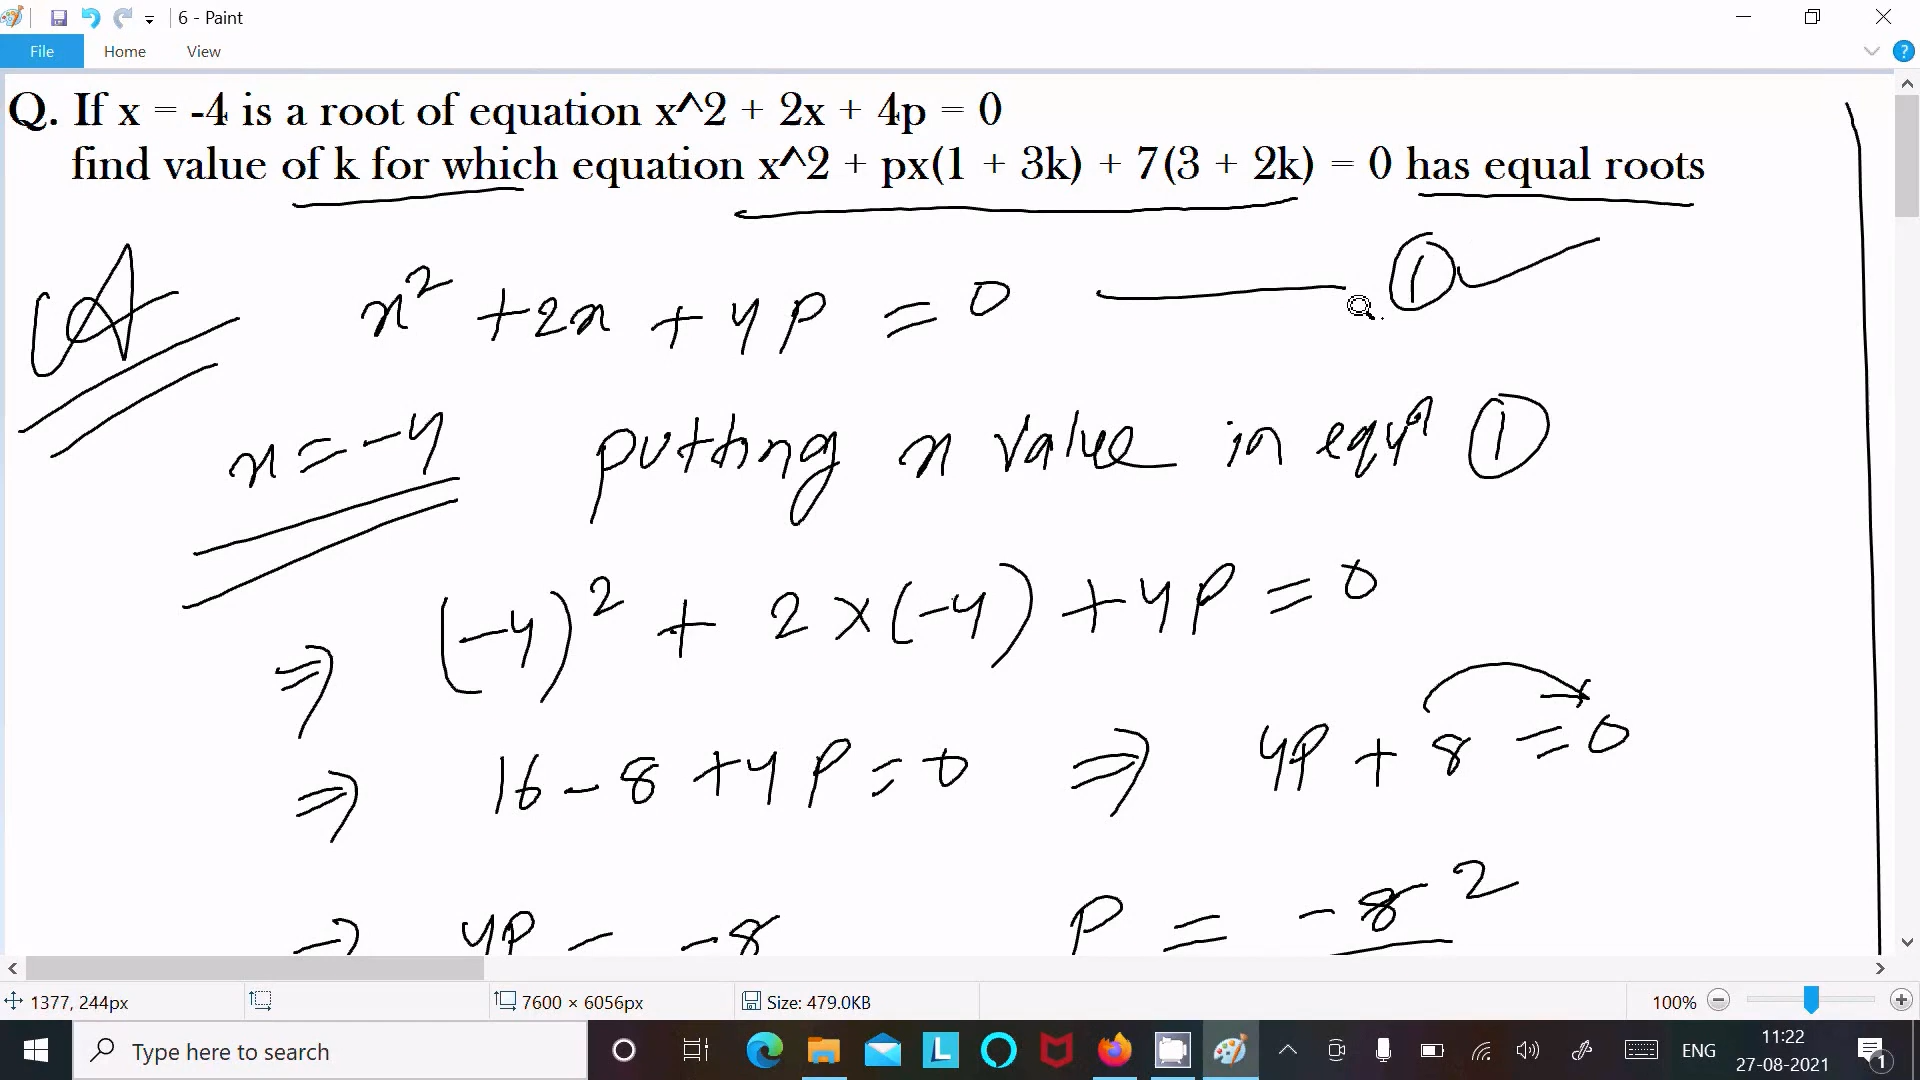 6 - Paint
File Home View
Q. If x = -4 is a root of equation x^2 + 2x + 4p = 0
find value of k for which equation x^2 + px(1 + 3k) + 7(3 + 2k) = 0 has equal roots
A x² + 2x + 4p = 0 ① 
x = -4 putting x value in eqⁿ ①
⇒ (-4)² + 2×(-4) + 4p = 0
⇒ 16 - 8 + 4p = 0 ⇒ 4p + 8 = 0
⇒ 4p = -8 p = -8 2
1377, 244px 7600 × 6056px Size: 479.0KB 100%
Type here to search L ENG 11:22
27-08-2021 1